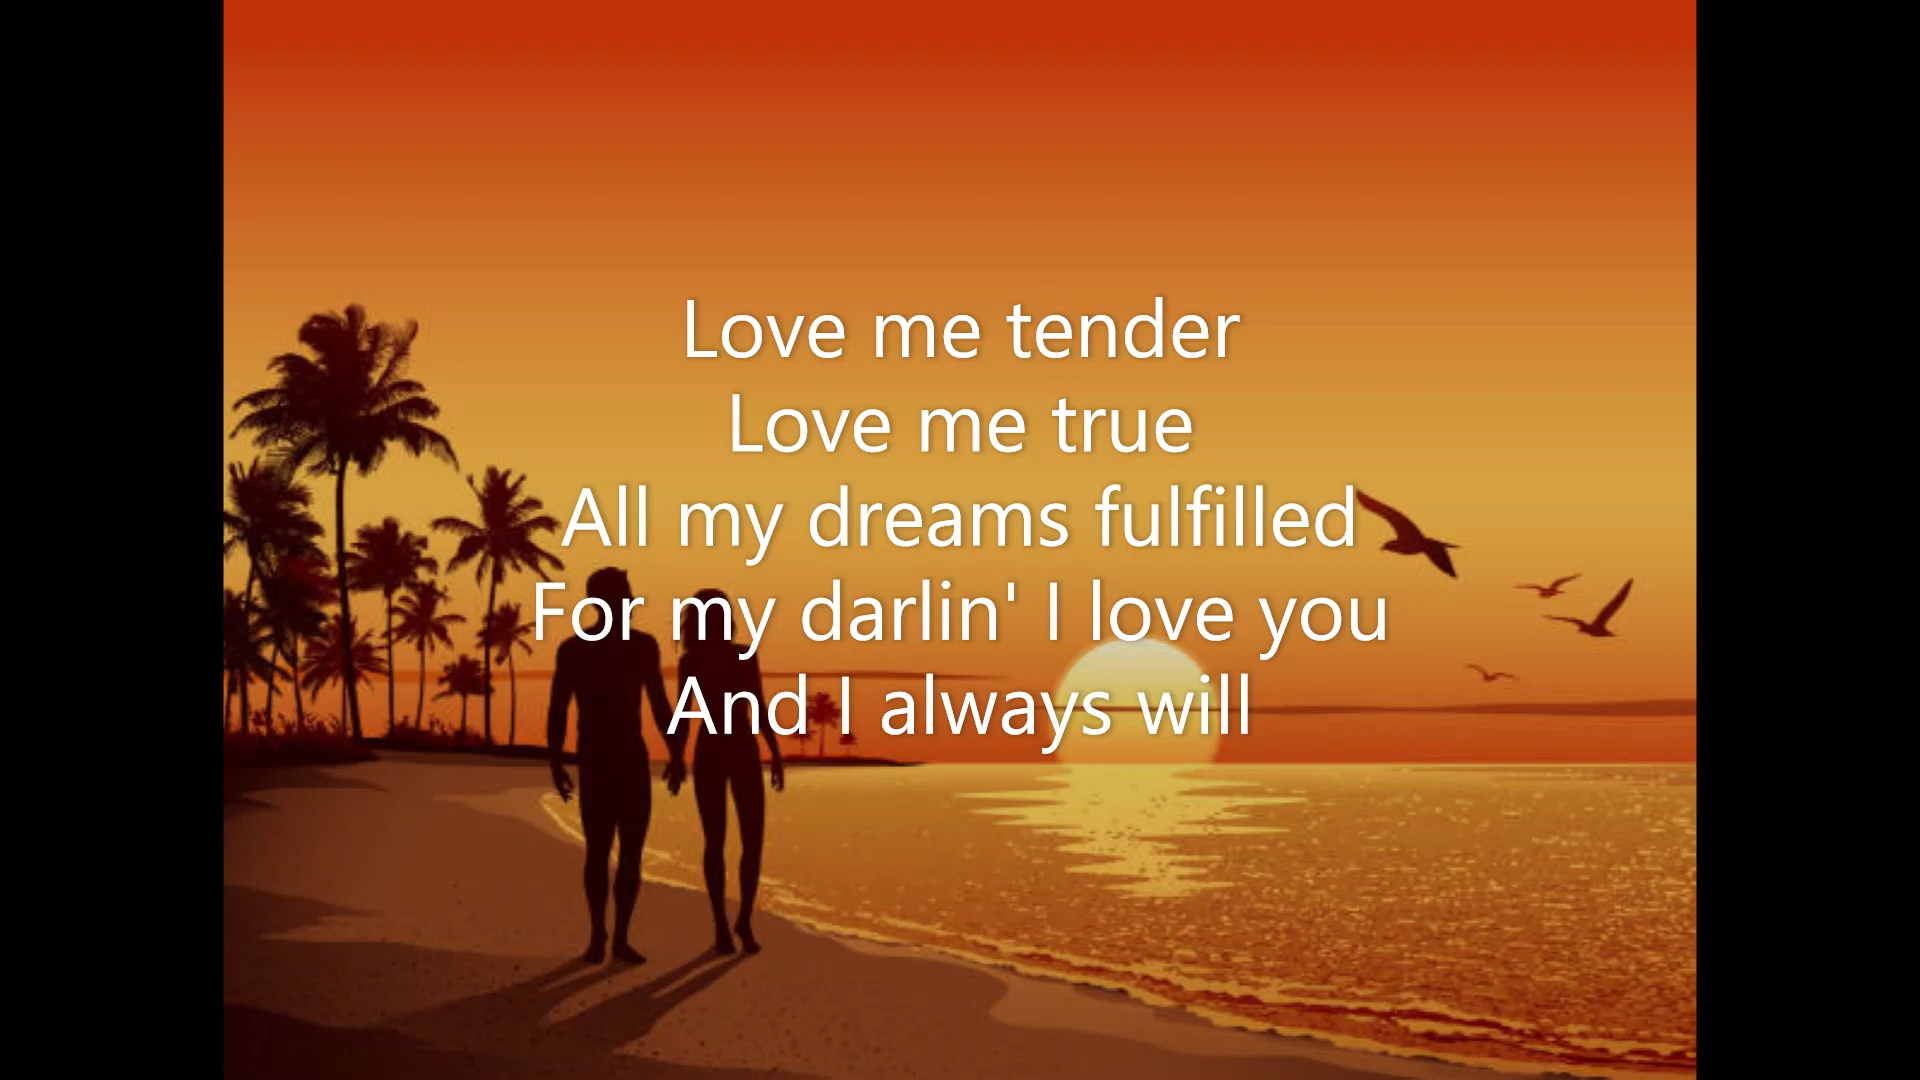 Love me tender
Love me true
All my dreams fulfilled
For my darlin' I love you
And I always will